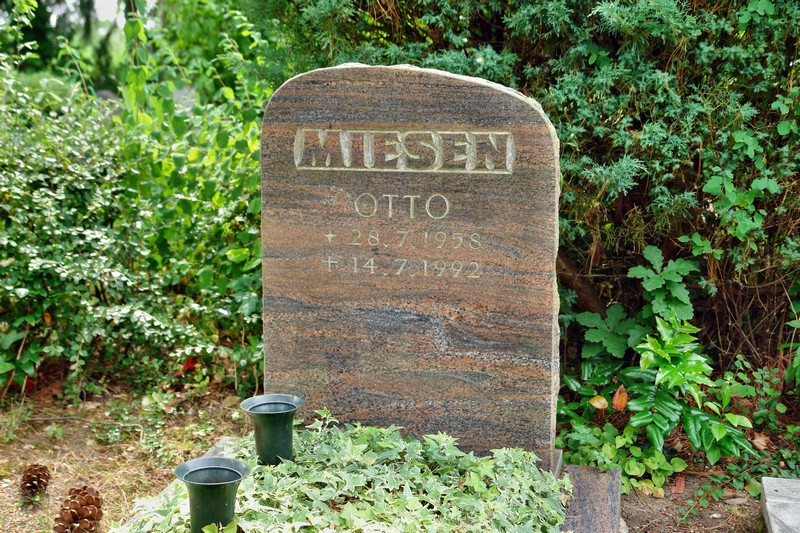 MIESEN
OTTO
* 28.7.1958
+ 14.7.1992